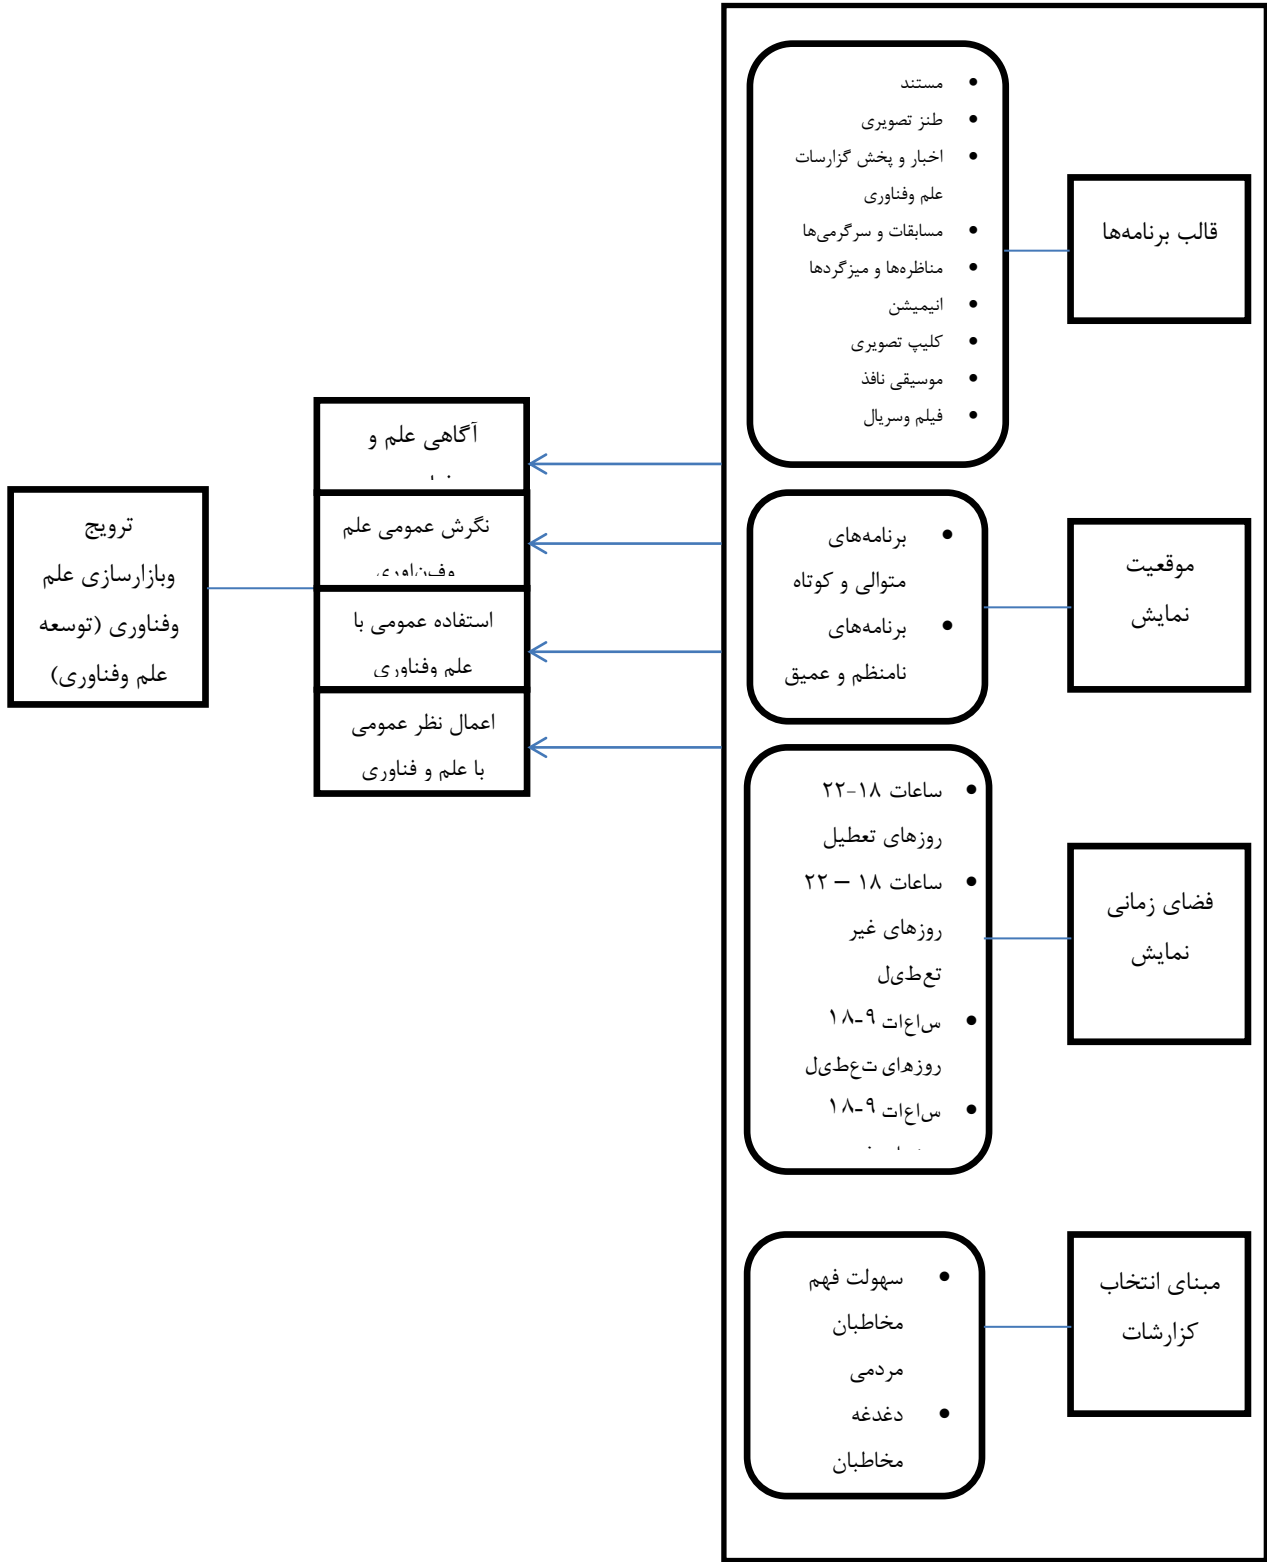 قالب برنامه‌ها
مستند
طنز تصویری
اخبار و پخش گزارسات
علم وفناوری
مسابقات و سرگرمی‌ها
مناظره‌ها و میزگردها
انیمیشن
کلیپ تصویری
موسیقی نافذ
فیلم وسریال
موقعیت
نمایش
برنامه‌های
متوالی و کوتاه
برنامه‌های
نامنظم و عمیق
فضای زمانی
نمایش
ساعات ۱۸-۲۲
روزهای تعطیل
ساعات ۱۸ – ۲۲
روزهای غیر
تعطیل
ساعات ۹-۱۸
روزهای تعطیل
ساعات ۹-۱۸
مبنای انتخاب
کزارشات
سهولت فهم
مخاطبان
مردمی
دغدغه
مخاطبان
آگاهی علم و
نگرش عمومی علم
وفناوری
استفاده عمومی با
علم وفناوری
اعمال نظر عمومی
با علم و فناوری
ترویج
وبازارسازی علم
وفناوری (توسعه
علم وفناوری)